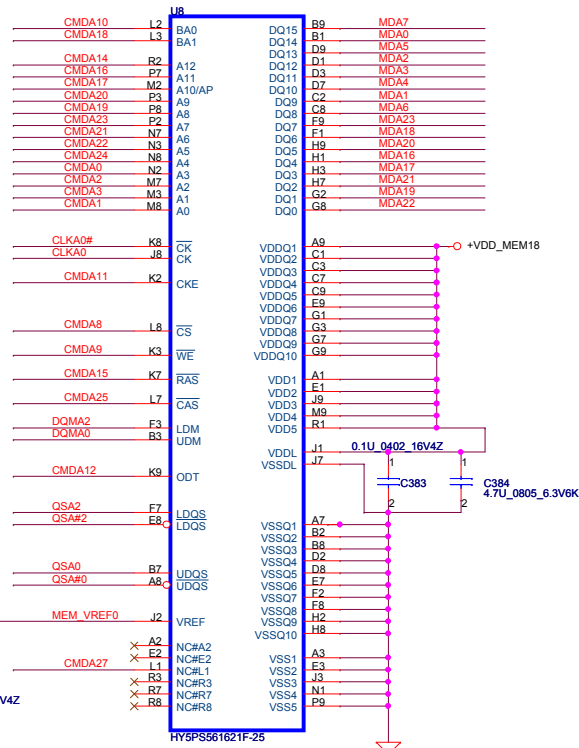 U8
CMDA10 L2 BA0 DQ15 B9 MDA7
CMDA18 L3 BA1 DQ14 B1 MDA0
DQ13 D9 MDA5
CMDA14 R2 A12 DQ12 D1 MDA2
CMDA16 P7 A11 DQ11 D3 MDA3
CMDA17 M2 A10/AP DQ10 D7 MDA4
CMDA20 P3 A9 DQ9 C2 MDA1
CMDA19 P8 A8 DQ8 C8 MDA6
CMDA23 P2 A7 DQ7 F9 MDA23
CMDA21 N7 A6 DQ6 F1 MDA18
CMDA22 N3 A5 DQ5 H9 MDA20
CMDA24 N8 A4 DQ4 H1 MDA16
CMDA0 N2 A3 DQ3 H3 MDA17
CMDA2 M7 A2 DQ2 H7 MDA21
CMDA3 M3 A1 DQ1 G2 MDA19
CMDA1 M8 A0 DQ0 G8 MDA22
CLKA0# K8 CK VDDQ1 A9 +VDD_MEM18
CLKA0 J8 CK VDDQ2 C1
VDDQ3 C3
CMDA11 K2 CKE VDDQ4 C7
VDDQ5 C9
VDDQ6 E9
VDDQ7 G1
CMDA8 L8 CS VDDQ8 G3
VDDQ9 G7
CMDA9 K3 WE VDDQ10 G9
CMDA15 K7 RAS VDD1 A1
VDD2 E1
CMDA25 L7 CAS VDD3 J9
VDD4 M9
DQMA2 F3 LDM VDD5 R1
DQMA0 B3 UDM
VDDL J1 0.1U_0402_16V4Z
VSSDL J7 1 1
CMDA12 K9 ODT C383 C384
4.7U_0805_6.3V6K
2 2
QSA2 F7 LDQS
QSA#2 E8 LDQS VSSQ1 A7
VSSQ2 B2
VSSQ3 B8
VSSQ4 D2
QSA0 B7 UDQS VSSQ5 D8
QSA#0 A8 UDQS VSSQ6 E7
VSSQ7 F2
VSSQ8 F8
MEM_VREF0 J2 VREF VSSQ9 H2
VSSQ10 H8
A2 NC#A2
E2 NC#E2 VSS1 A3
CMDA27 L1 NC#L1 VSS2 E3
R3 NC#R3 VSS3 J3
R7 NC#R7 VSS4 N1
V4Z R8 NC#R8 VSS5 P9
HY5PS561621F-25